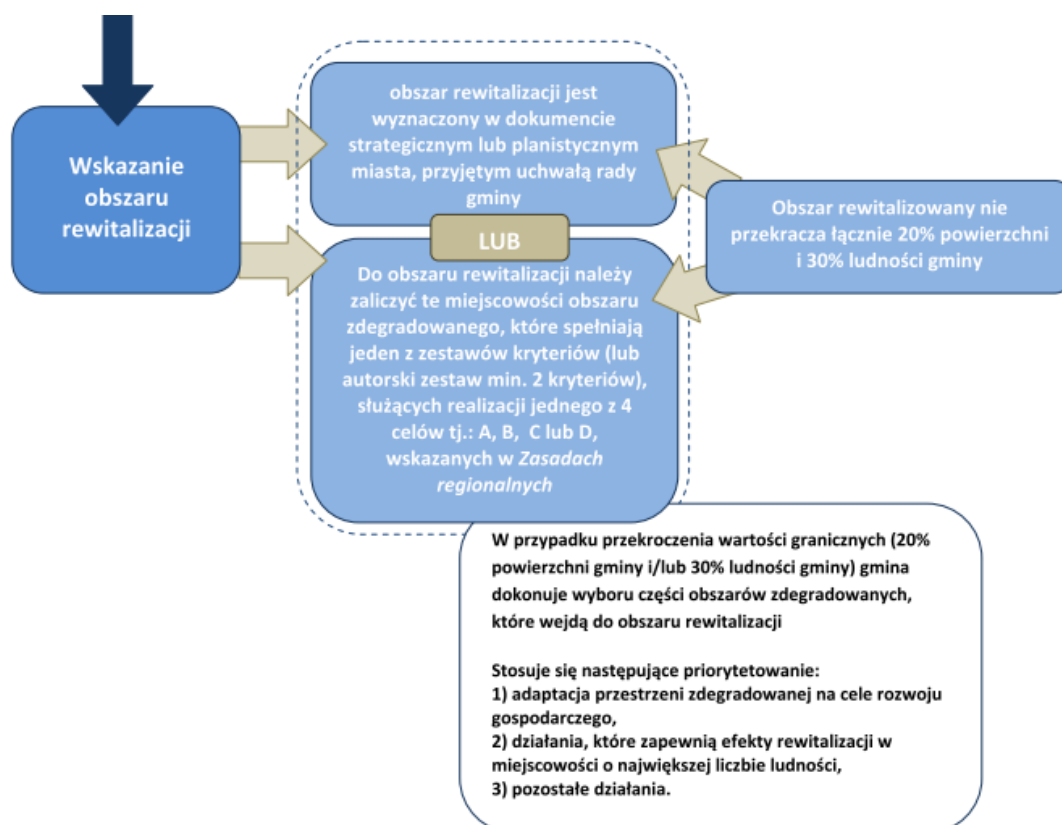 Wskazanie
obszaru
rewitalizacji
obszar rewitalizacji jest
wyznaczony w dokumencie
strategicznym lub planistycznym
miasta, przyjętym uchwałą rady
gminy
LUB
Do obszaru rewitalizacji należy
zaliczyć te miejscowości obszaru
zdegradowanego, które spełniają
jeden z zestawów kryteriów (lub
autorski zestaw min. 2 kryteriów),
służących realizacji jednego z 4
celów tj.: A, B, C lub D,
wskazanych w Zasadach
regionalnych
Obszar rewitalizowany nie
przekracza łącznie 20% powierzchni
i 30% ludności gminy
W przypadku przekroczenia wartości granicznych (20%
powierzchni gminy i/lub 30% ludności gminy) gmina
dokonuje wyboru części obszarów zdegradowanych,
które wejdą do obszaru rewitalizacji
Stosuje się następujące priorytetowanie:
1) adaptacja przestrzeni zdegradowanej na cele rozwoju
gospodarczego,
2) działania, które zapewnią efekty rewitalizacji w
miejscowości o największej liczbie ludności,
3) pozostałe działania.